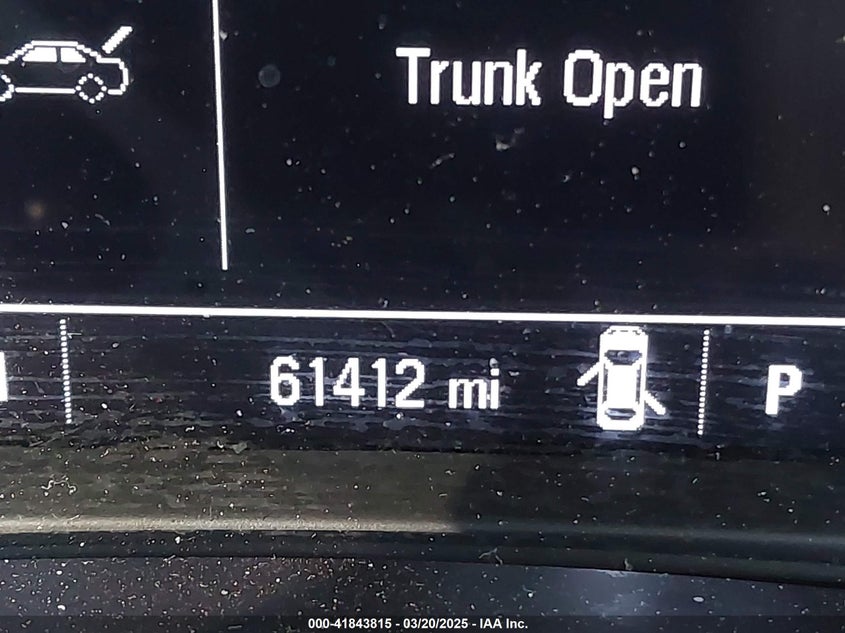 Trunk Open
61412 mi
P
000-41843815 - 03/20/2025 - IAA Inc.